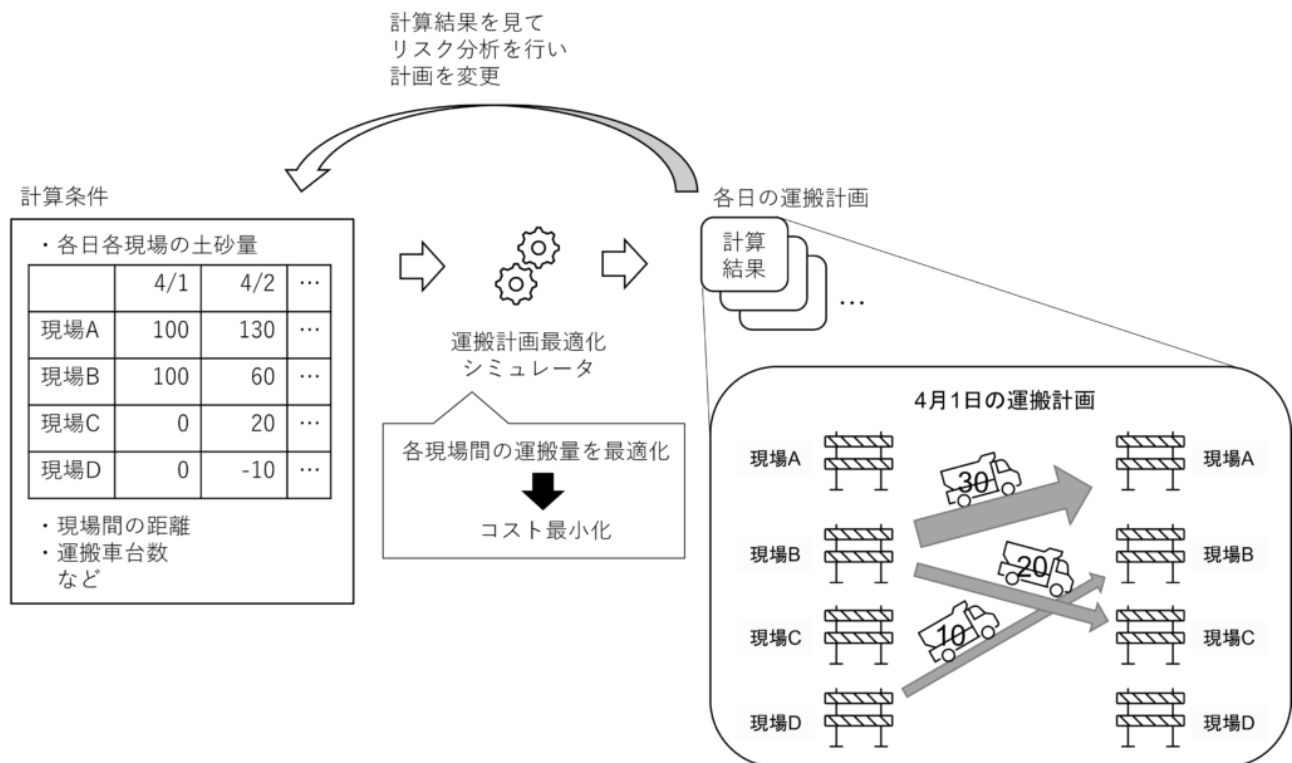 計算結果を見て
リスク分析を行い
計画を変更
計算条件
・各日各現場の土砂量
4/1 4/2 …
現場A 100 130 …
現場B 100 60 …
現場C 0 20 …
現場D 0 -10 …
・現場間の距離
・運搬車台数
など
運搬計画最適化
シミュレータ
各現場間の運搬量を最適化
コスト最小化
各日の運搬計画
計算
結果
…
4月1日の運搬計画
現場A 30 現場A
現場B 20 現場B
現場C 10 現場C
現場D 現場D